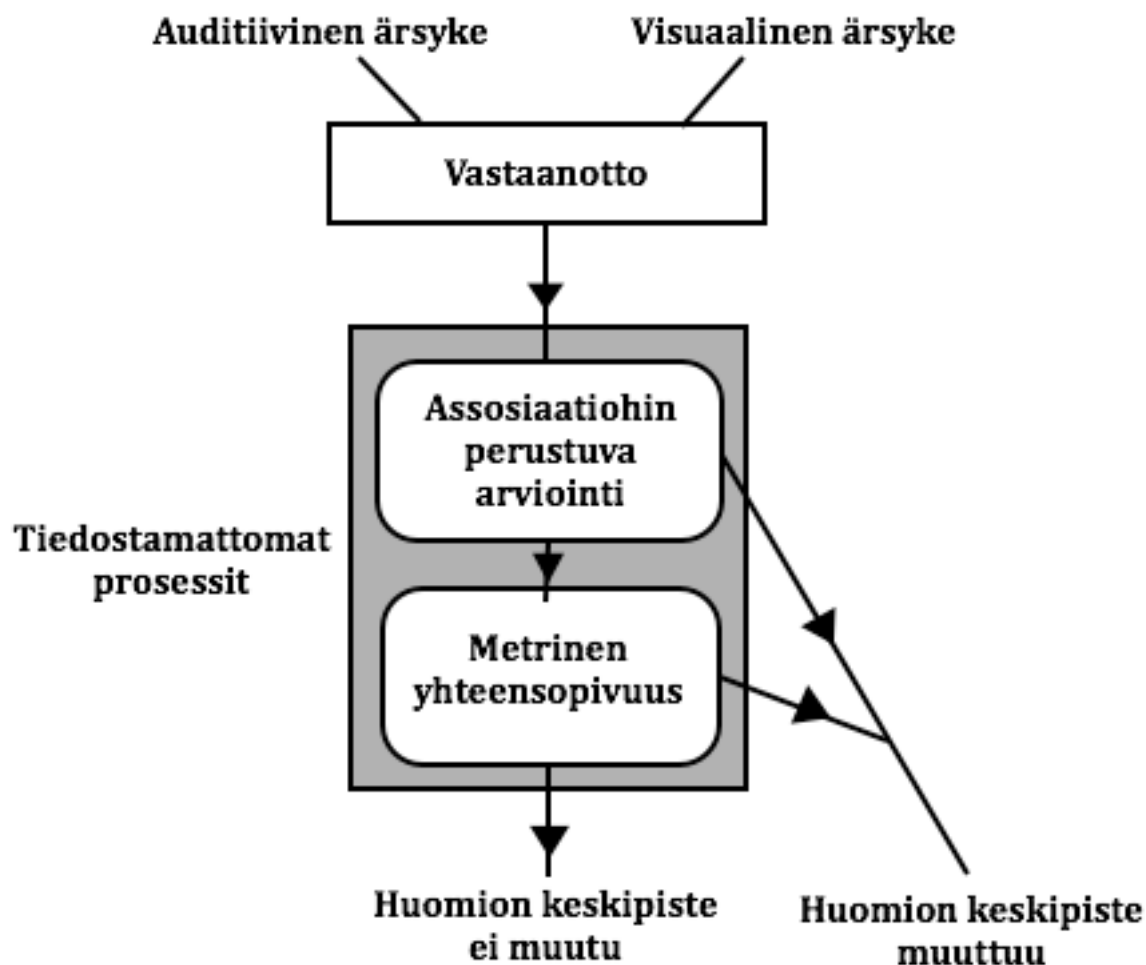 Auditiivinen ärsyke
Visuaalinen ärsyke
Vastaanotto
Assosiaatiohin
perustuva
arviointi
Tiedostamattomat
prosessit
Metrinen
yhteensopivuus
Huomion keskipiste
ei muutu
Huomion keskipiste
muuttuu